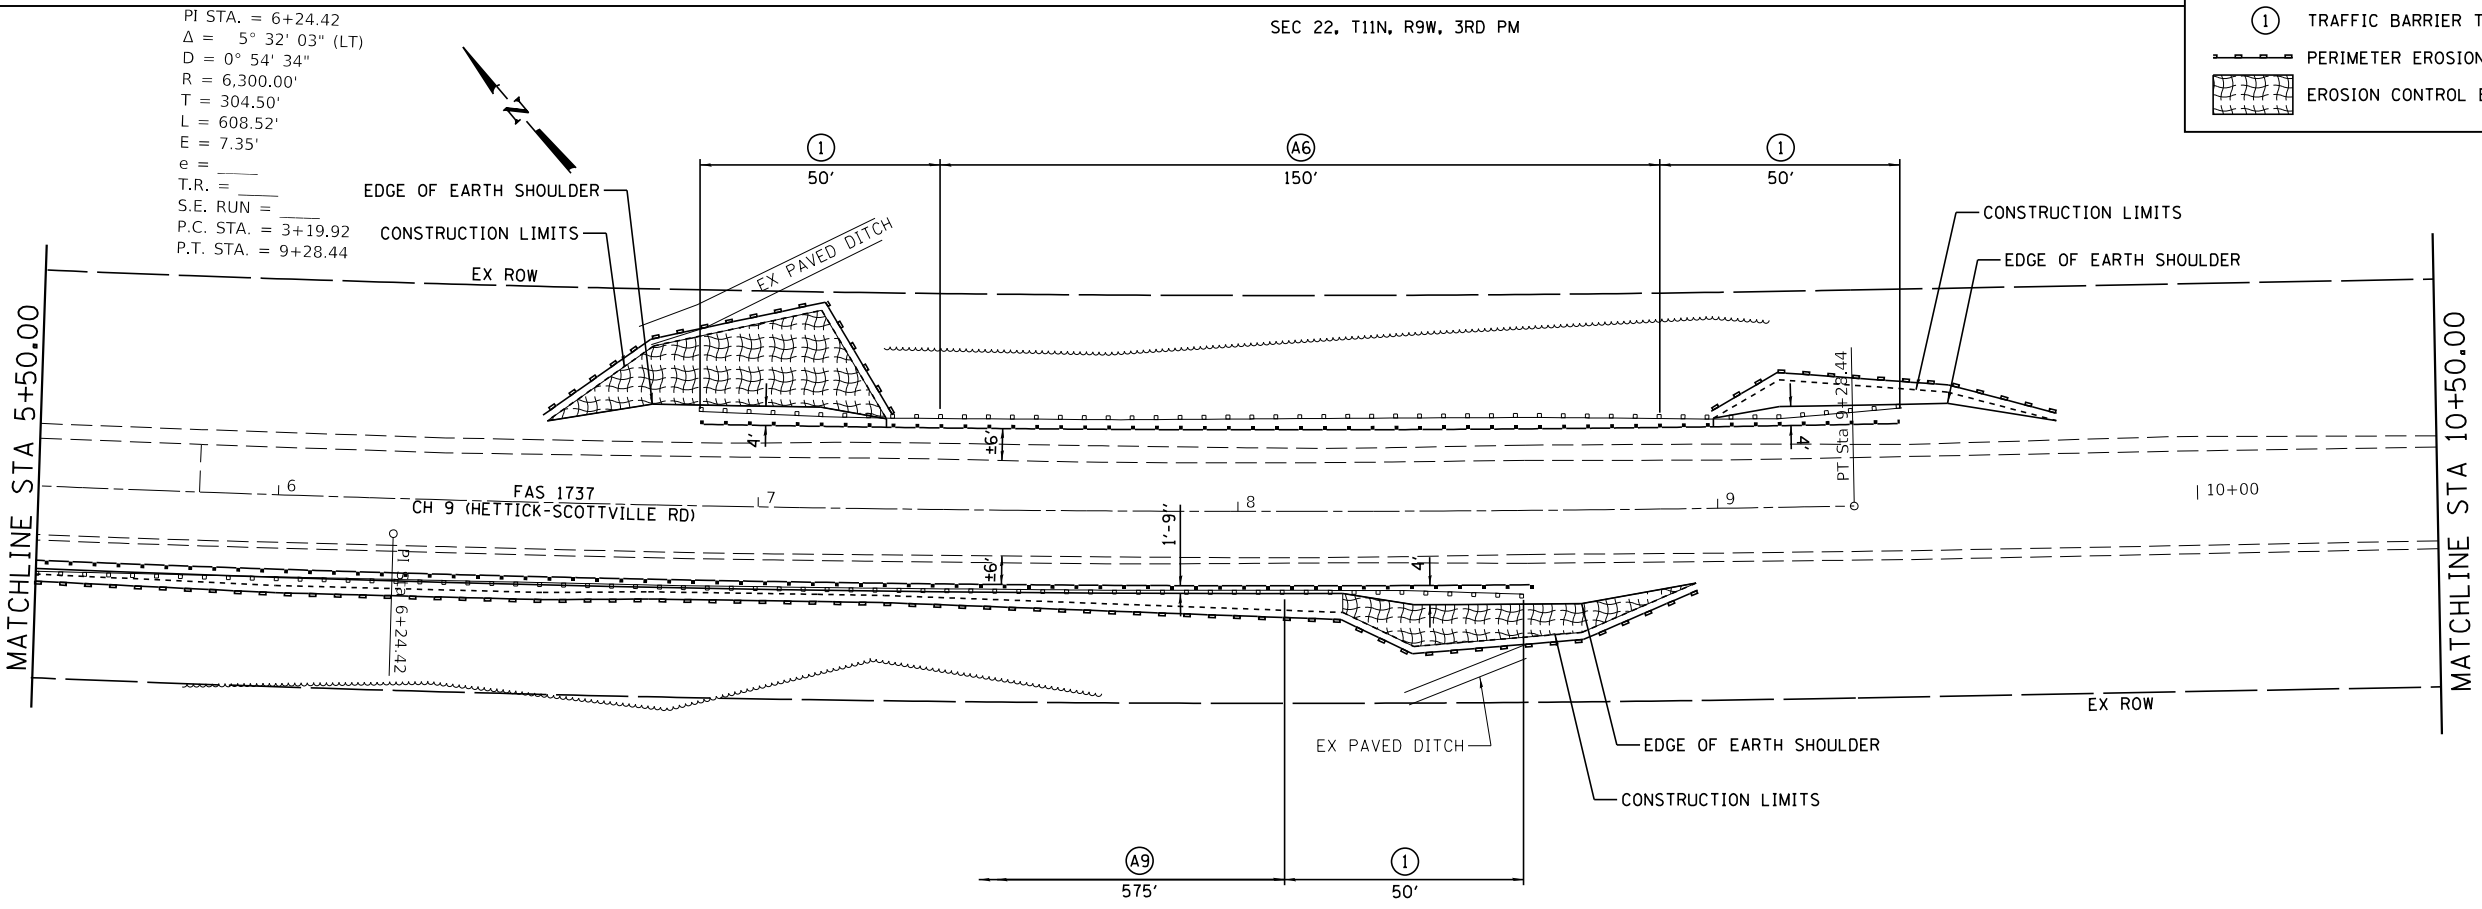 PI STA. = 6+24.42
Δ = 5° 32' 03" (LT)
D = 0° 54' 34"
R = 6,300.00'
T = 304.50'
L = 608.52'
E = 7.35'
e = ____
T.R. = ____
S.E. RUN = ____
P.C. STA. = 3+19.92
P.T. STA. = 9+28.44
SEC 22, T11N, R9W, 3RD PM
1 TRAFFIC BARRIER T
PERIMETER EROSION
EROSION CONTROL
N
1
50'
A6
150'
1
50'
EDGE OF EARTH SHOULDER
CONSTRUCTION LIMITS
EX PAVED DITCH
EX ROW
CONSTRUCTION LIMITS
EDGE OF EARTH SHOULDER
MATCHLINE STA 5+50.00
MATCHLINE STA 10+50.00
4'
±6'
4'
PT Sta 9+28.44
6
7
8
9
10+00
FAS 1737
CH 9 (HETTICK-SCOTTVILLE RD)
PI Sta 6+24.42
±6'
1'-9"
4'
EX ROW
EX PAVED DITCH
EDGE OF EARTH SHOULDER
CONSTRUCTION LIMITS
A9
575'
1
50'